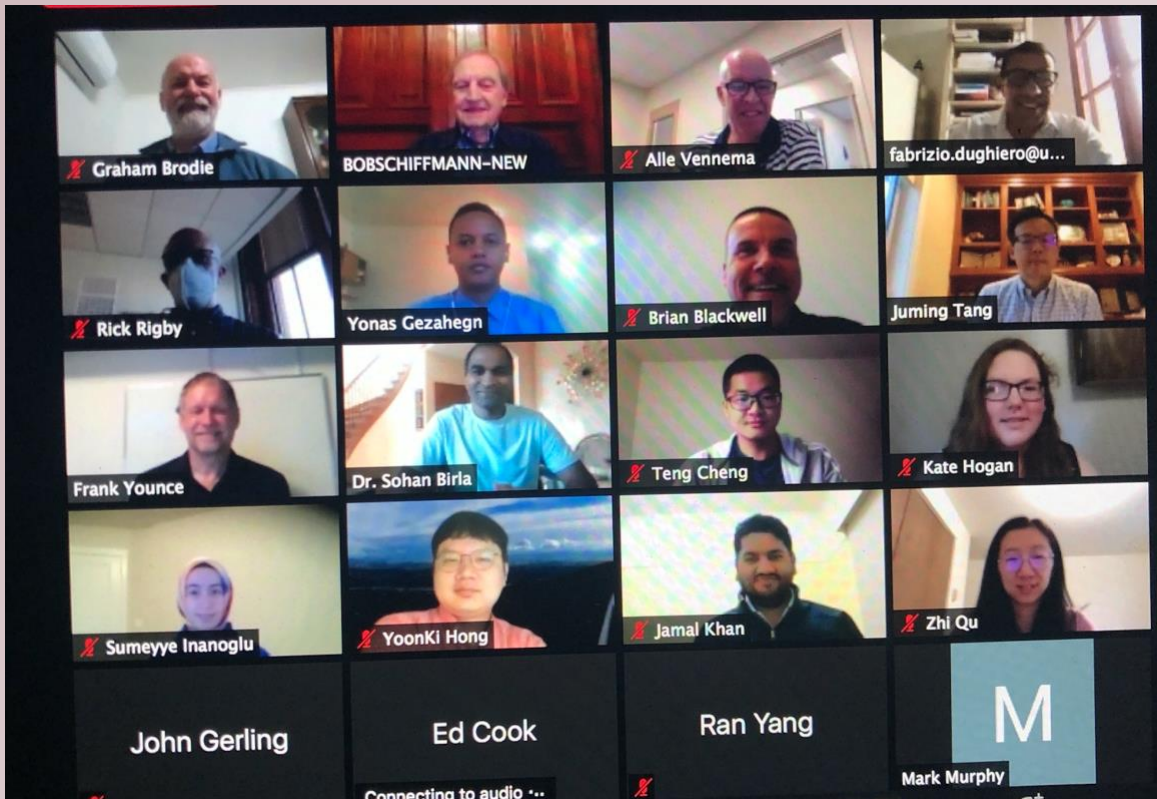 Graham Brodie
BOBSCHIFFMANN-NEW
Alle Vennema
fabrizio.dughiero@u...
Rick Rigby
Yonas Gezahegn
Brian Blackwell
Juming Tang
Frank Younce
Dr. Sohan Birla
Teng Cheng
Kate Hogan
Sumeyye Inanoglu
YoonKi Hong
Jamal Khan
Zhi Qu
John Gerling
Ed Cook
Ran Yang
M
Connecting to audio ...
Mark Murphy